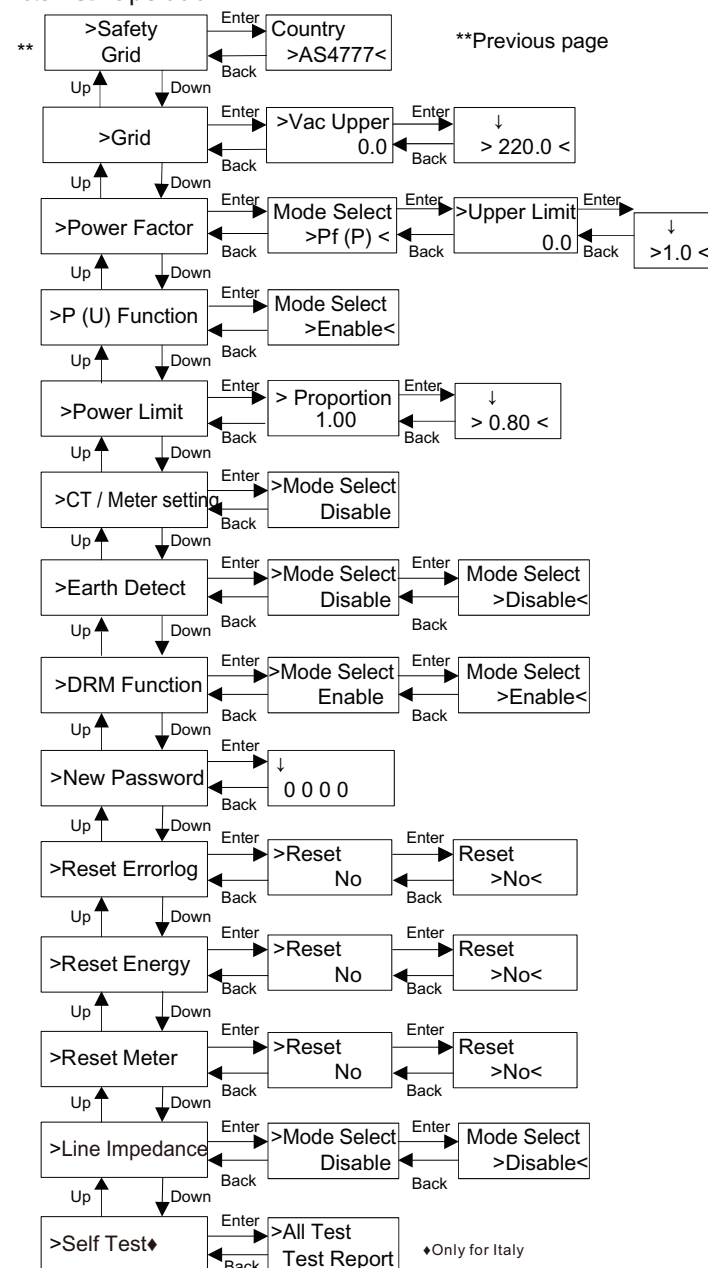 **
>Safety
Grid
Enter
Back
Country
>AS4777<
**Previous page
Up
Down
>Grid
Enter
Back
>Vac Upper
0.0
Enter
Back
↓
> 220.0 <
Up
Down
>Power Factor
Enter
Back
Mode Select
>Pf (P) <
Enter
Back
>Upper Limit
0.0
Enter
Back
↓
>1.0 <
Up
Down
>P (U) Function
Enter
Back
Mode Select
>Enable<
Up
Down
>Power Limit
Enter
Back
> Proportion
1.00
Enter
Back
↓
> 0.80 <
Up
Down
>CT / Meter setting
Enter
Back
>Mode Select
Disable
Up
Down
>Earth Detect
Enter
Back
>Mode Select
Disable
Enter
Back
Mode Select
>Disable<
Up
Down
>DRM Function
Enter
Back
>Mode Select
Enable
Enter
Back
Mode Select
>Enable<
Up
Down
>New Password
Enter
Back
↓
0 0 0 0
Up
Down
>Reset Errorlog
Enter
Back
>Reset
No
Enter
Back
Reset
>No<
Up
Down
>Reset Energy
Enter
Back
>Reset
No
Enter
Back
Reset
>No<
Up
Down
>Reset Meter
Enter
Back
>Reset
No
Enter
Back
Reset
>No<
Up
Down
>Line Impedance
Enter
Back
>Mode Select
Disable
Enter
Back
Mode Select
>Disable<
Up
Down
>Self Test♦
Enter
Back
>All Test
Test Report
♦Only for Italy